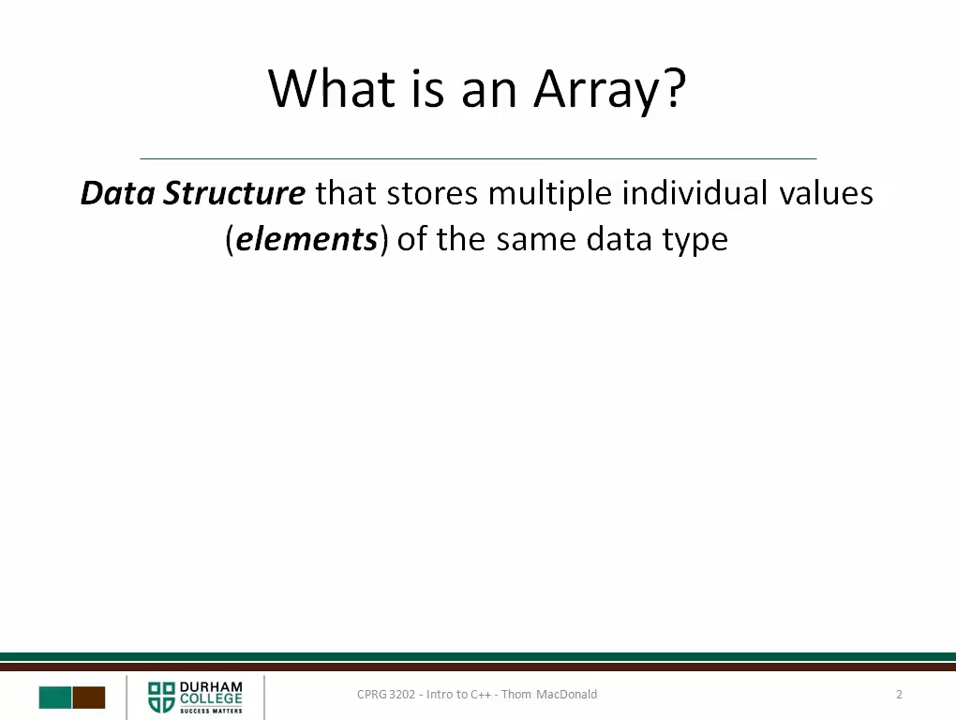 What is an Array?
Data Structure that stores multiple individual values
(elements) of the same data type
DURHAM
COLLEGE
SUCCESS MATTERS
CPRG 3202 - Intro to C++ - Thom MacDonald
2